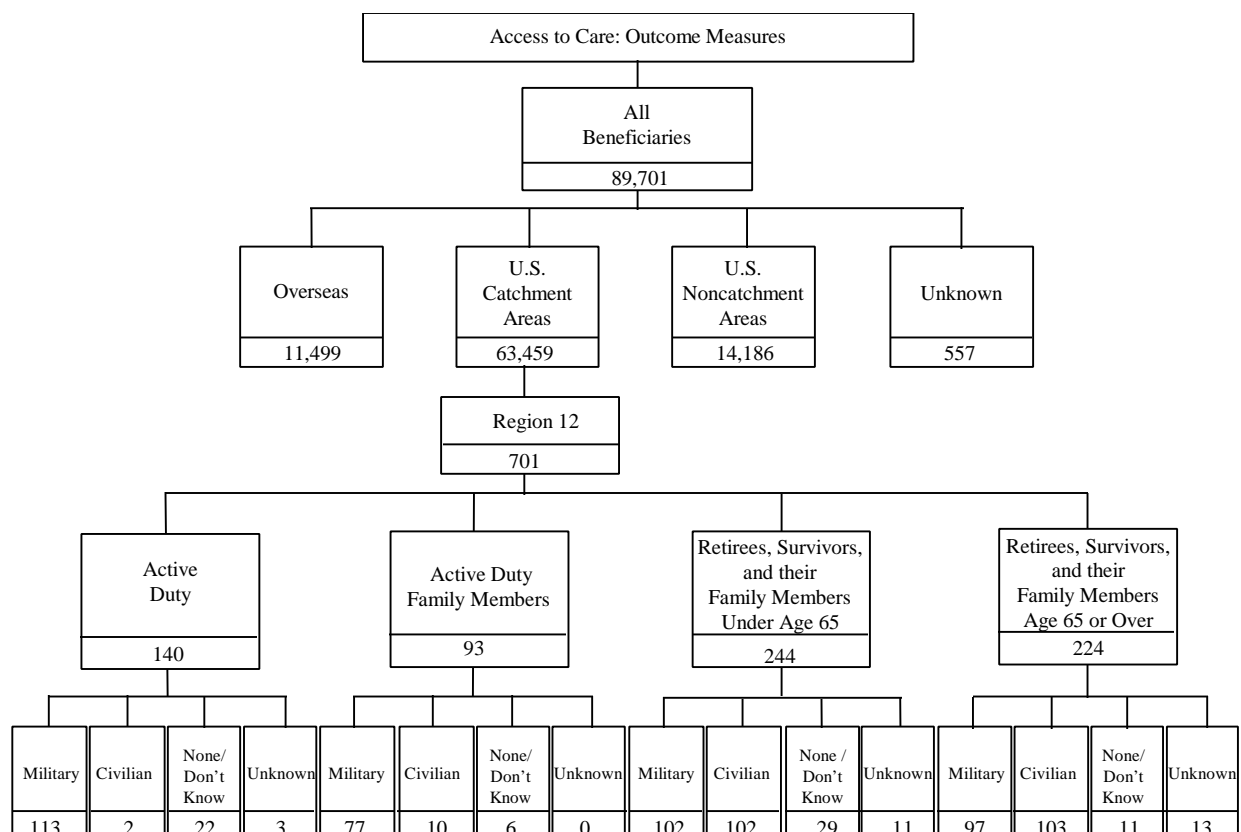 Access to Care: Outcome Measures
All
Beneficiaries
89,701
Overseas
11,499
U.S.
Catchment
Areas
63,459
U.S.
Noncatchment
Areas
14,186
Unknown
557
Region 12
701
Active
Duty
140
Active Duty
Family Members
93
Retirees, Survivors,
and their
Family Members
Under Age 65
244
Retirees, Survivors,
and their
Family Members
Age 65 or Over
224
Military
113
Civilian
2
None/
Don't
Know
22
Unknown
3
Military
77
Civilian
10
None/
Don't
Know
6
Unknown
0
Military
102
Civilian
102
None /
Don't
Know
29
Unknown
11
Military
97
Civilian
103
None/
Don't
Know
11
Unknown
13